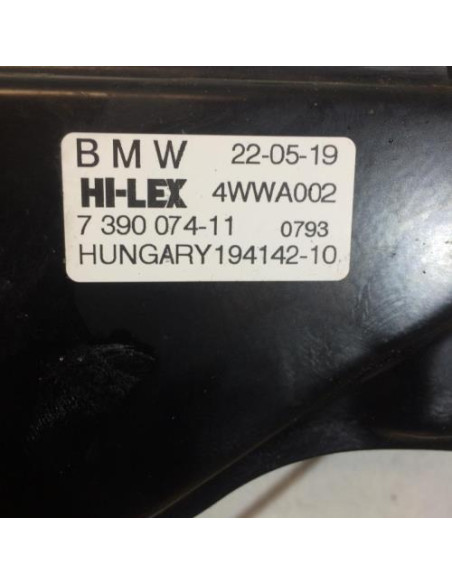 BMW 22-05-19
HI-LEX 4WWA002
7 390 074-11 0793
HUNGARY194142-10